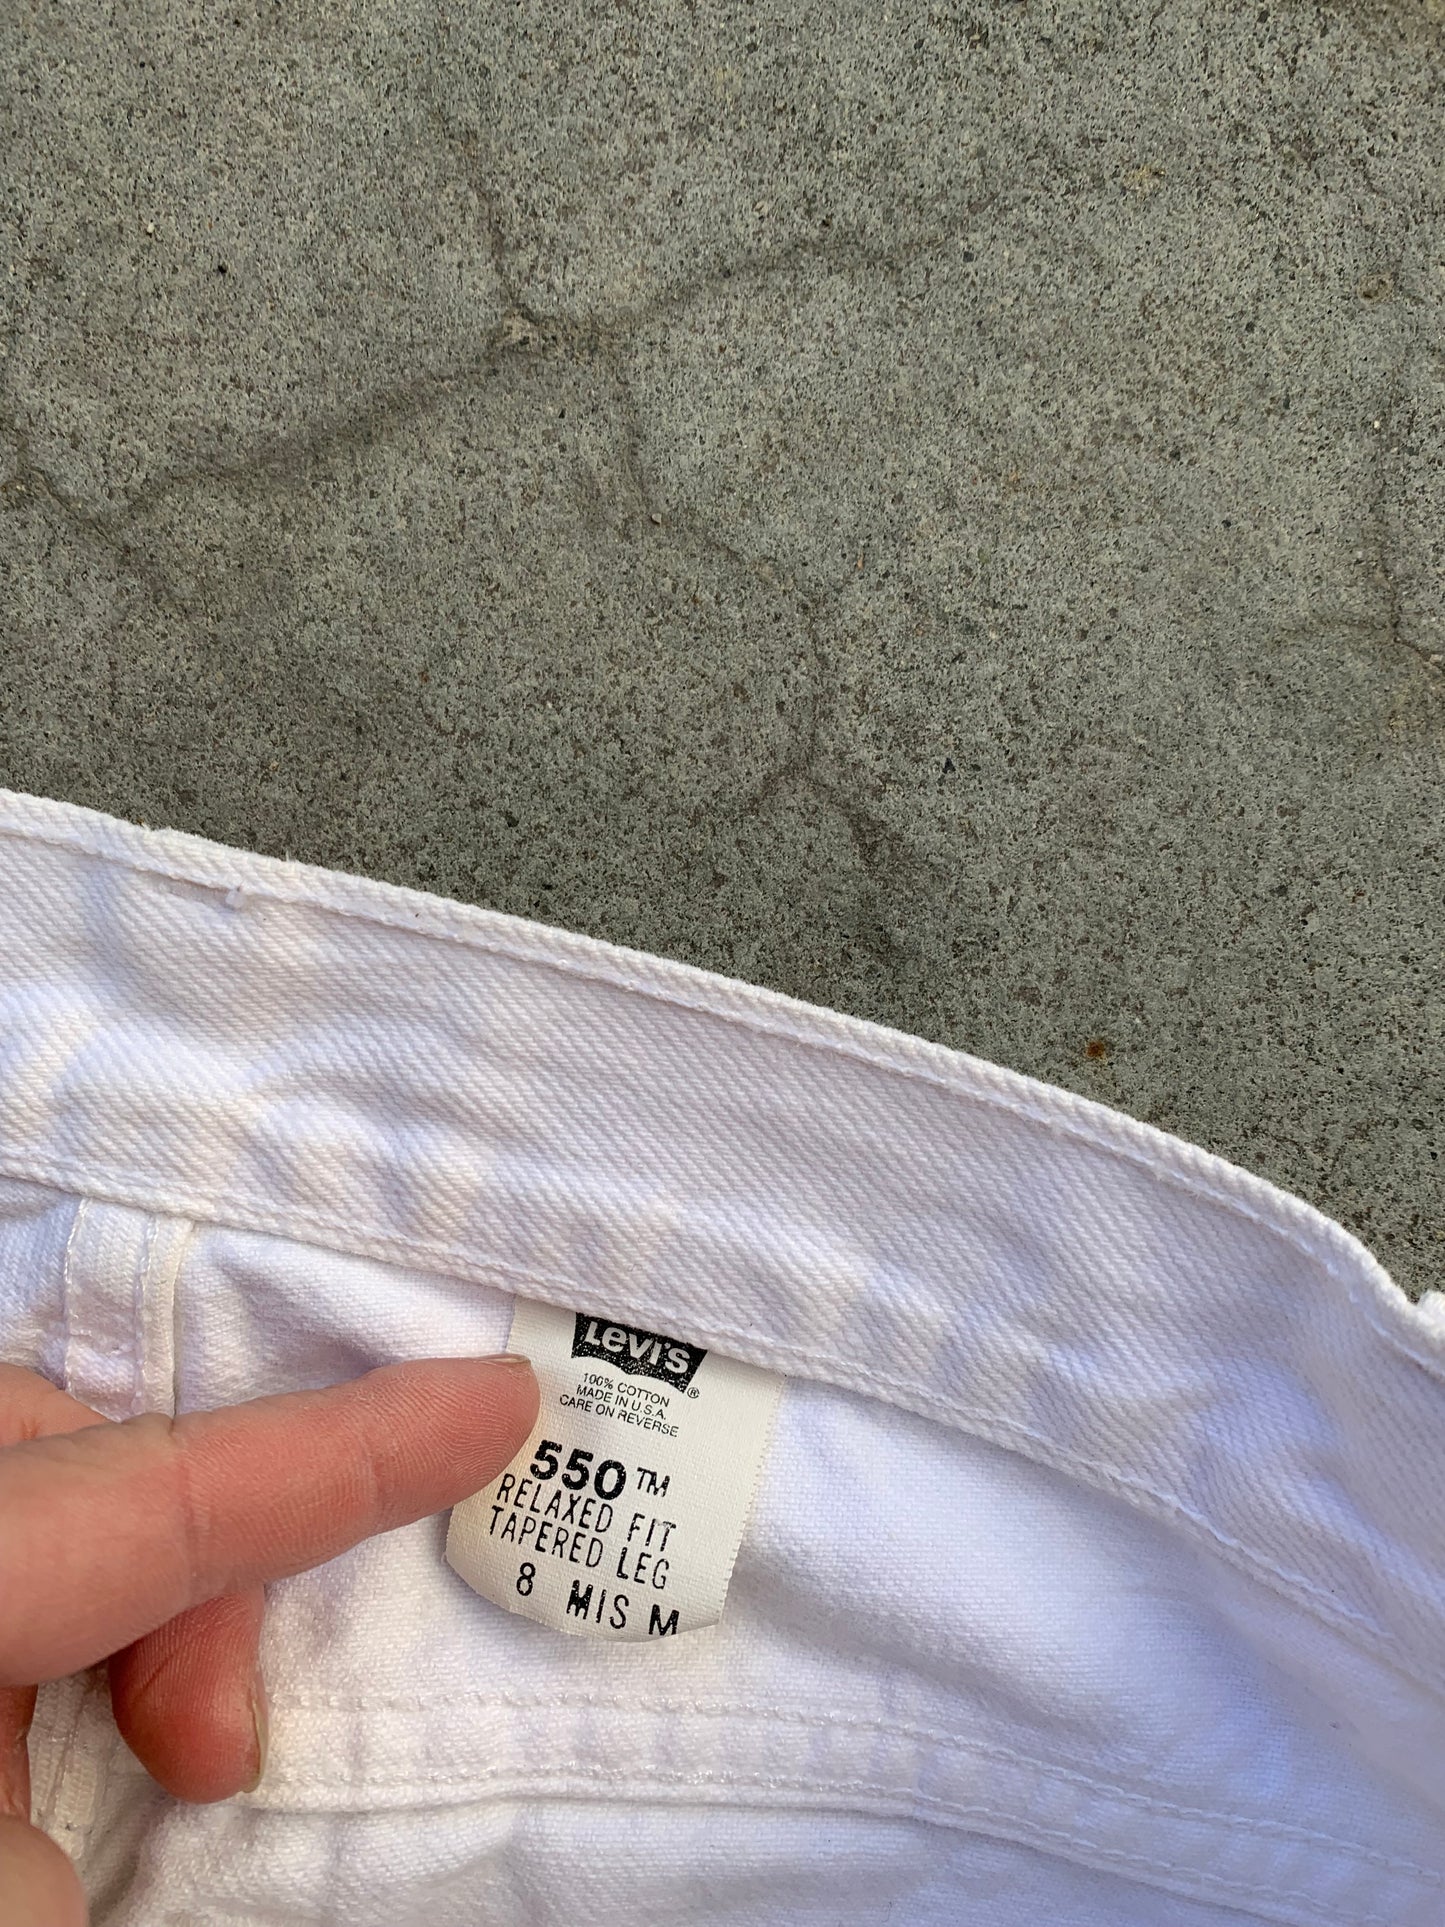 Levi's ®
100% COTTON
MADE IN U.S.A.
CARE ON REVERSE
550™
RELAXED FIT
TAPERED LEG
8 MIS M